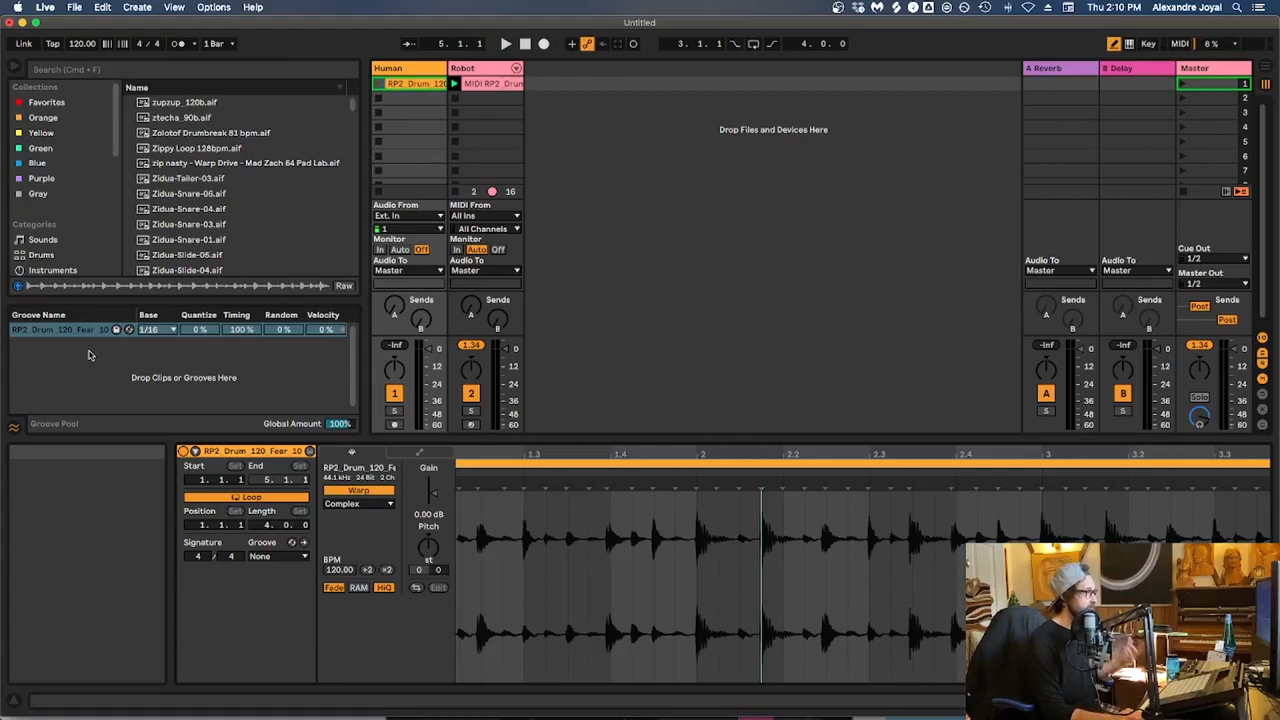 Live File Edit Create View Options Help Thu 2:10 PM Alexandre Joyal
Untitled
Link Tap 120.00 4 / 4 1 Bar 5. 1. 1 3. 1. 1 4. 0. 0 Key MIDI 8 %
Search (Cmd + F)
Collections
Favorites
Orange
Yellow
Green
Blue
Purple
Gray
Categories
Sounds
Drums
Instruments
Name
zupzup_120b.aif
ztecha_90b.aif
Zolotof Drumbreak 81 bpm.aif
Zippy Loop 128bpm.aif
zip nasty - Warp Drive - Mad Zach 64 Pad Lab.aif
Zidua-Tailer-03.aif
Zidua-Snare-06.aif
Zidua-Snare-04.aif
Zidua-Snare-03.aif
Zidua-Snare-01.aif
Zidua-Slide-05.aif
Zidua-Slide-04.aif
Raw
Groove Name Base Quantize Timing Random Velocity
RP2_Drum_120_Fear_10 1/16 0 % 100 % 0 % 0 %
Drop Clips or Grooves Here
Groove Pool Global Amount 100%
Human Robot
RP2_Drum_120 MIDI RP2_Drum
2 16
Audio From MIDI From
Ext. In All Ins
1 All Channels
Monitor Monitor
In Auto Off In Auto Off
Audio To Audio To
Master Master
Sends Sends
A A
B B
-Inf 1.34
0 0
12 12
24 24
36 36
48 48
60 60
1 2
S S
Drop Files and Devices Here
A Reverb B Delay Master
1
2
3
4
5
6
7
Cue Out
1/2
Audio To Audio To Master Out
Master Master 1/2
Sends Sends Sends
A A Post
B B Post
-Inf -Inf 1.34
0 0 0
12 12 12
24 24 24
36 36 36
48 48 48
60 60 60
A B Solo
S S
RP2_Drum_120_Fear_10
Start Set End Set
1. 1. 1 5. 1. 1
Loop
Position Set Length Set
1. 1. 1 4. 0. 0
Signature Groove
4 / 4 None
RP2_Drum_120_Fe
44.1 kHz 24 Bit 2 Ch
Warp
Complex
BPM
120.00 ÷2 ×2
Fade RAM HiQ
Gain
0.00 dB
Pitch
st
0 0
Edit
1.3 1.4 2 2.2 2.3 2.4 3 3.3